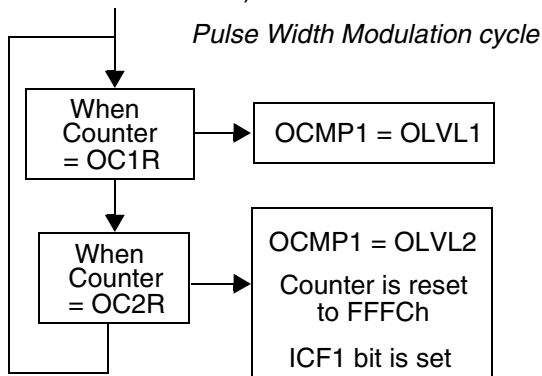 Pulse Width Modulation cycle
When
Counter
= OC1R
OCMP1 = OLVL1
When
Counter
= OC2R
OCMP1 = OLVL2
Counter is reset
to FFFCh
ICF1 bit is set